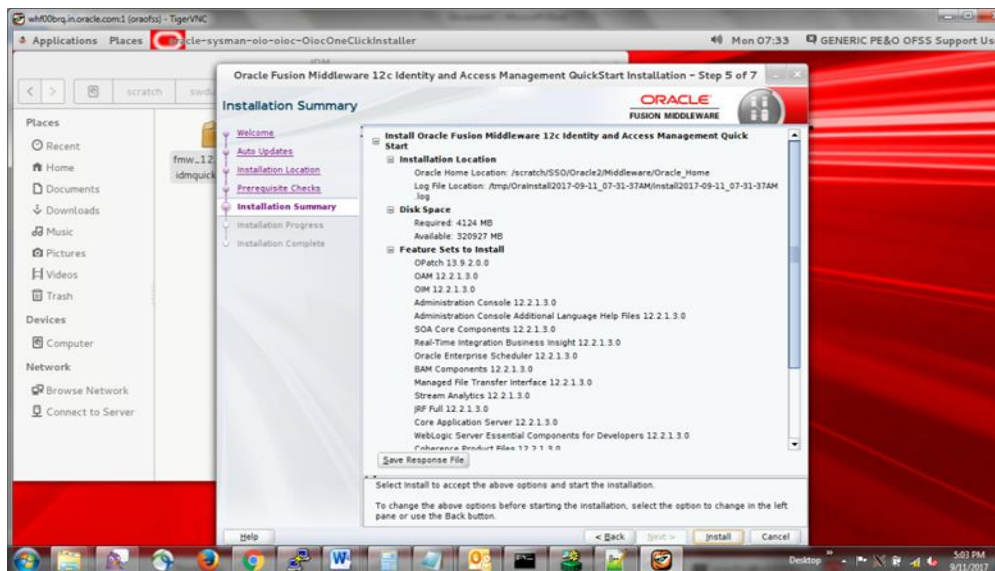 whf00brq.in.oracle.com:1 (oraofss) - TigerVNC
Applications Places oracle-sysman-oio-oioc-OiocOneClickInstaller Mon 07:33 GENERIC PE&O OFSS Support Us
scratch
Places
Recent
Home
Documents
Downloads
Music
Pictures
Videos
Trash
Devices
Computer
Network
Browse Network
Connect to Server
fmw_12
idmquick
Oracle Fusion Middleware 12c Identity and Access Management QuickStart Installation - Step 5 of 7
Installation Summary
ORACLE
FUSION MIDDLEWARE
Welcome
Auto Updates
Installation Location
Prerequisite Checks
Installation Summary
Installation Progress
Installation Complete
Install Oracle Fusion Middleware 12c Identity and Access Management Quick
Start
Installation Location
Oracle Home Location: /scratch/SSO/Oracle2/Middleware/Oracle_Home
Log File Location: /tmp/OraInstall2017-09-11_07-31-37AM/install2017-09-11_07-31-37AM
.log
Disk Space
Required: 4124 MB
Available: 320927 MB
Feature Sets to Install
OPatch 13.9.2.0.0
OAM 12.2.1.3.0
OIM 12.2.1.3.0
Administration Console 12.2.1.3.0
Administration Console Additional Language Help Files 12.2.1.3.0
SOA Core Components 12.2.1.3.0
Real-Time Integration Business Insight 12.2.1.3.0
Oracle Enterprise Scheduler 12.2.1.3.0
BAM Components 12.2.1.3.0
Managed File Transfer interface 12.2.1.3.0
Stream Analytics 12.2.1.3.0
JRF Full 12.2.1.3.0
Core Application Server 12.2.1.3.0
WebLogic Server Essential Components for Developers 12.2.1.3.0
Coherence Product Files 12.2.1.3.0
Save Response File
Select Install to accept the above options and start the installation.
To change the above options before starting the installation, select the option to change in the left
pane or use the Back button.
Help < Back Next > Install Cancel
Desktop 5:03 PM
9/11/2017